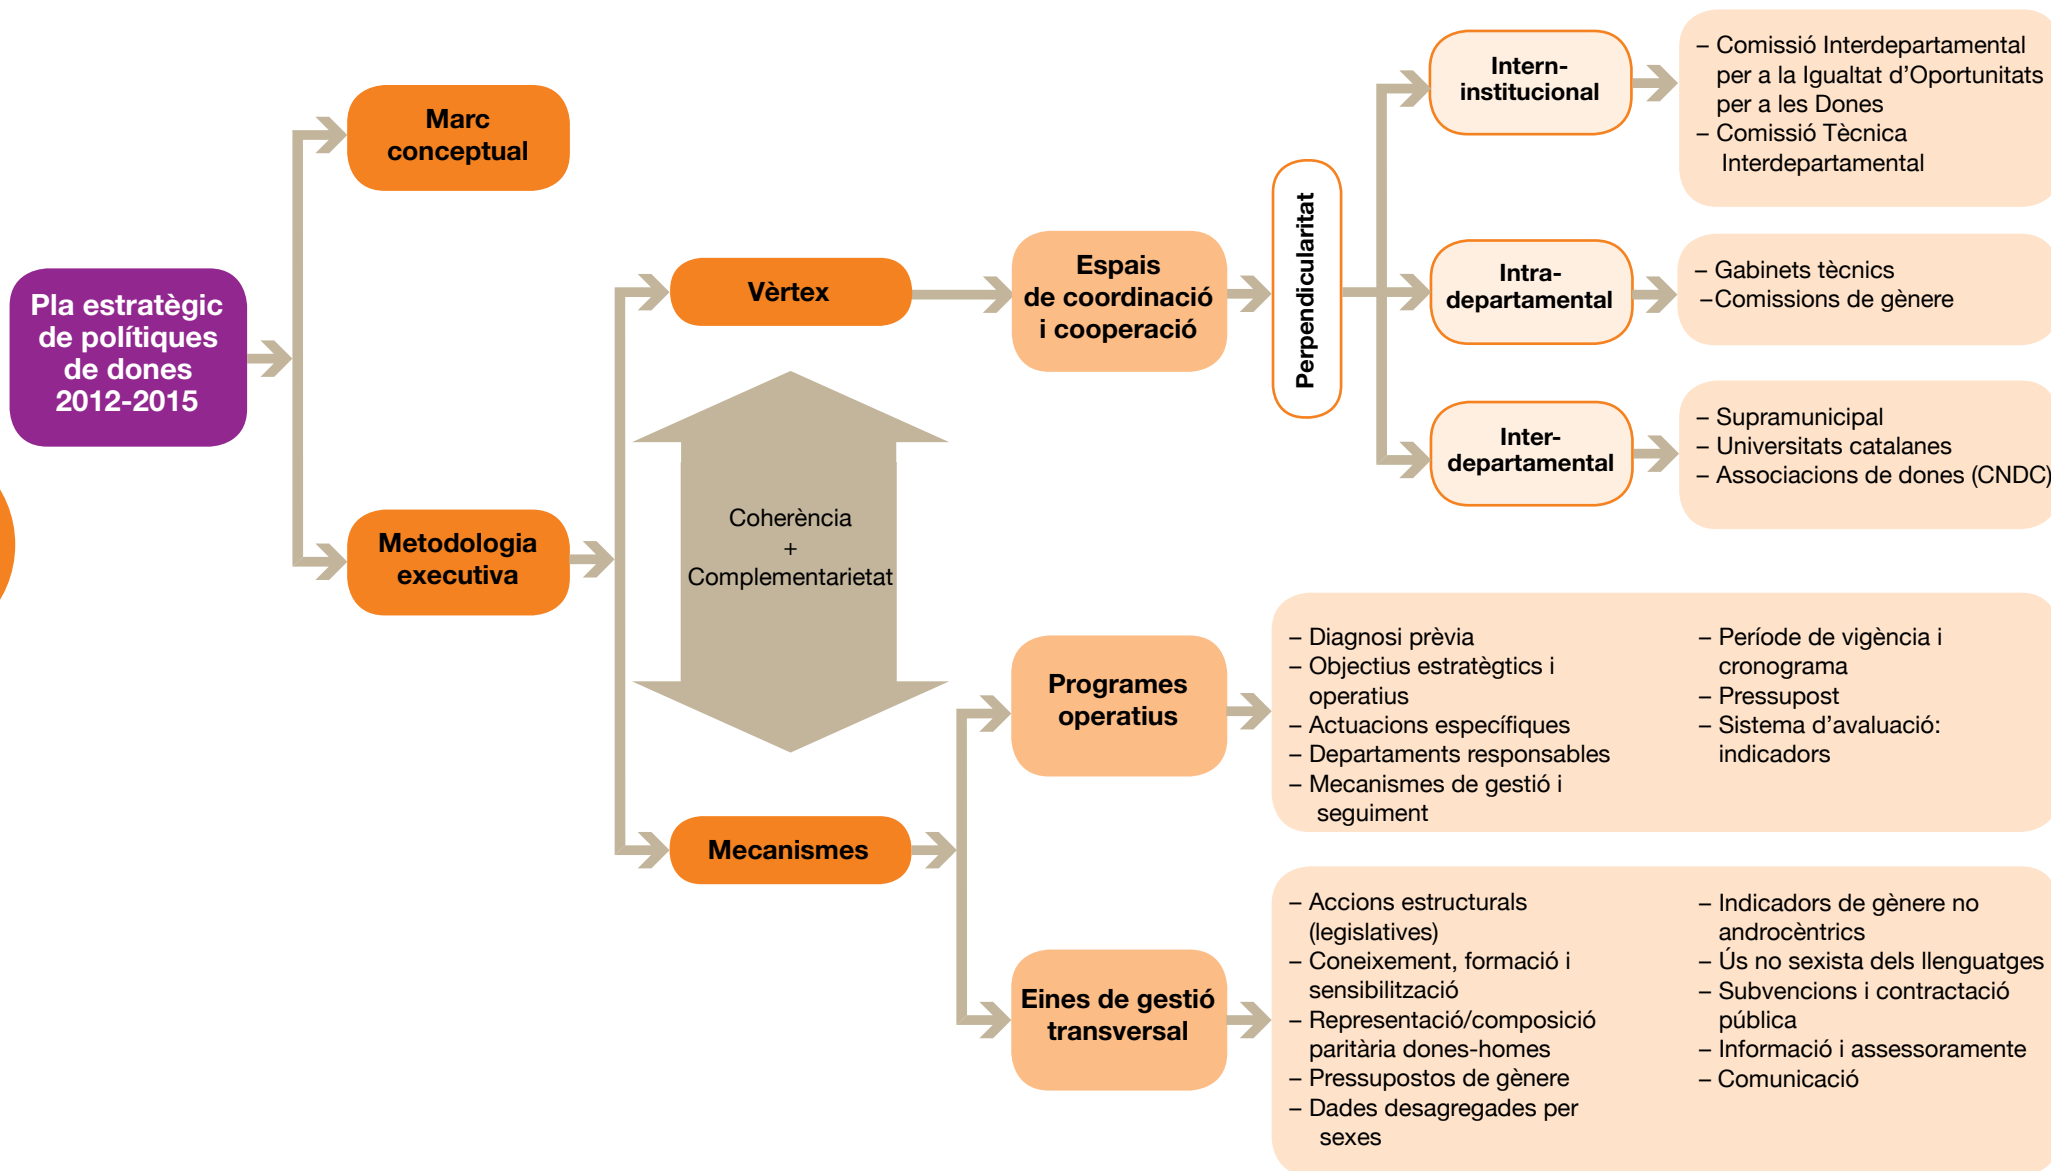 Pla estratègic
de polítiques
de dones
2012-2015
Marc
conceptual
Metodologia
executiva
Vèrtex
Coherència
+
Complementarietat
Mecanismes
Espais
de coordinació
i cooperació
Perpendicularitat
Intern-
institucional
– Comissió Interdepartamental
per a la Igualtat d'Oportunitats
per a les Dones
– Comissió Tècnica
Interdepartamental
Intra-
departamental
– Gabinets tècnics
–Comissions de gènere
Inter-
departamental
– Supramunicipal
– Universitats catalanes
– Associacions de dones (CNDC)
Programes
operatius
– Diagnosi prèvia
– Objectius estratègtics i
operatius
– Actuacions específiques
– Departaments responsables
– Mecanismes de gestió i
seguiment
– Període de vigència i
cronograma
– Pressupost
– Sistema d'avaluació:
indicadors
Eines de gestió
transversal
– Accions estructurals
(legislatives)
– Coneixement, formació i
sensibilització
– Representació/composició
paritària dones-homes
– Pressupostos de gènere
– Dades desagregades per
sexes
– Indicadors de gènere no
androcèntrics
– Ús no sexista dels llenguatges
– Subvencions i contractació
pública
– Informació i assessoramente
– Comunicació